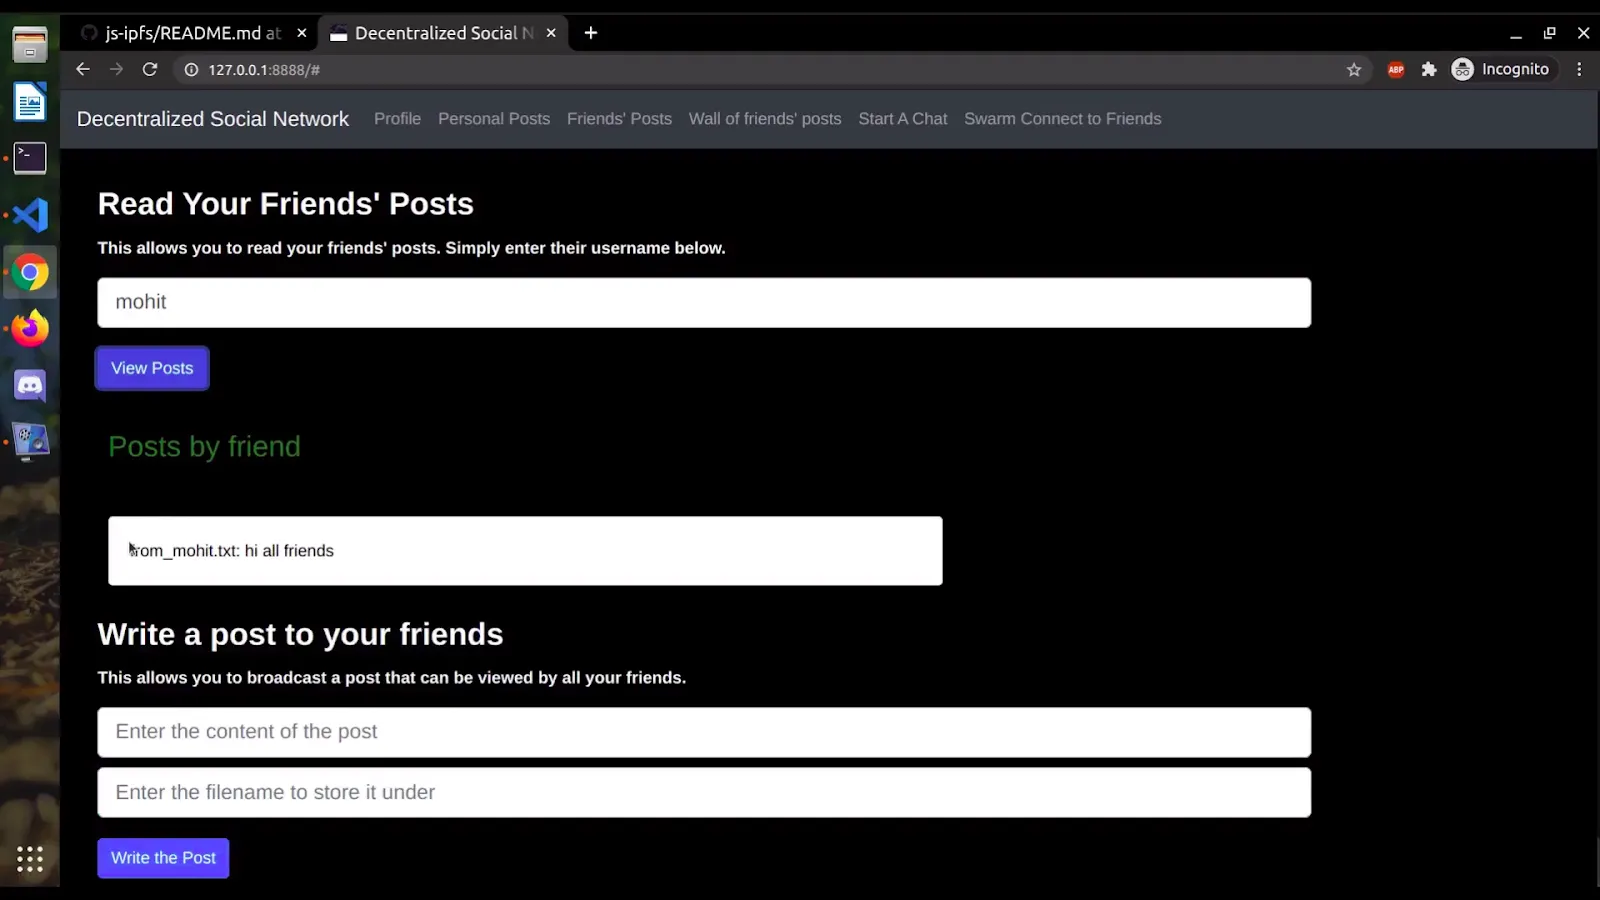 js-ipfs/README.md at
Decentralized Social N
127.0.0.1:8888/#
ABP
Incognito
Decentralized Social Network Profile Personal Posts Friends' Posts Wall of friends' posts Start A Chat Swarm Connect to Friends
Read Your Friends' Posts
This allows you to read your friends' posts. Simply enter their username below.
mohit
View Posts
Posts by friend
from_mohit.txt: hi all friends
Write a post to your friends
This allows you to broadcast a post that can be viewed by all your friends.
Enter the content of the post
Enter the filename to store it under
Write the Post